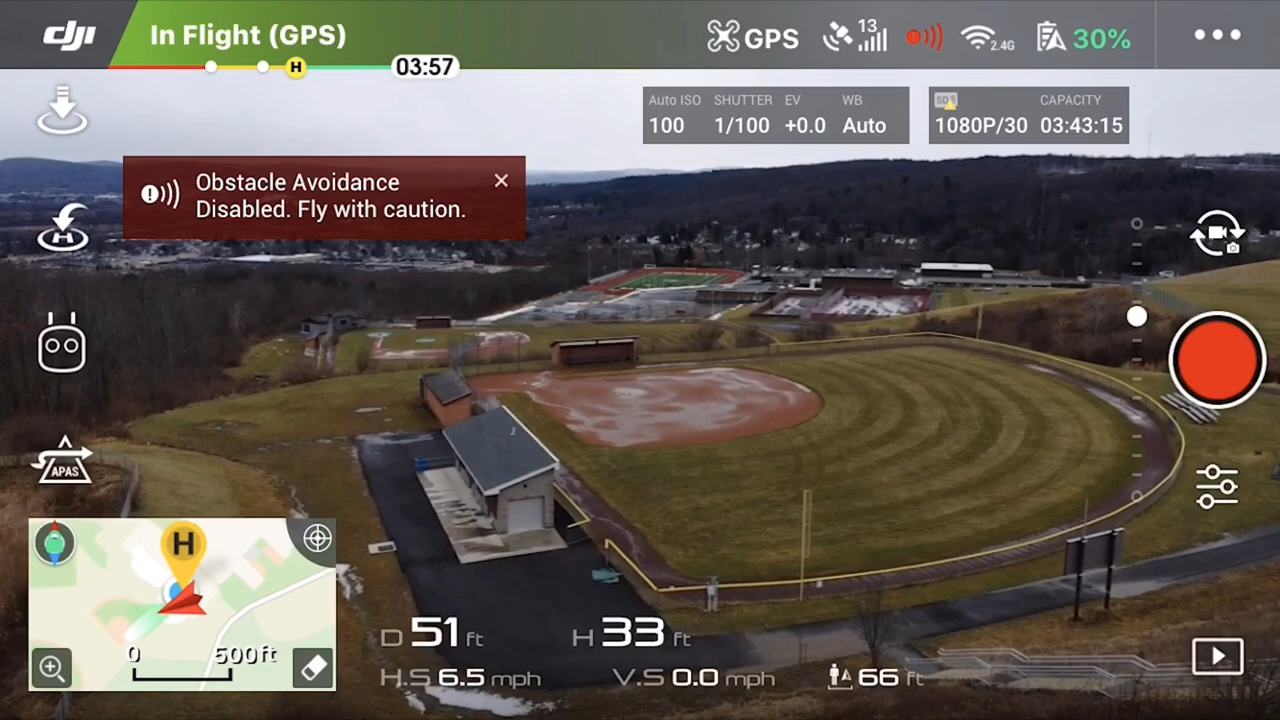 dji
In Flight (GPS)
GPS
13
2.4G
30%
H
03:57
Auto ISO
100
SHUTTER
1/100
EV
+0.0
WB
Auto
SD
1080P/30
CAPACITY
03:43:15
Obstacle Avoidance
Disabled. Fly with caution.
H
APAS
H
0
500ft
D 51 ft
H 33 ft
H.S 6.5 mph
V.S 0.0 mph
66 ft